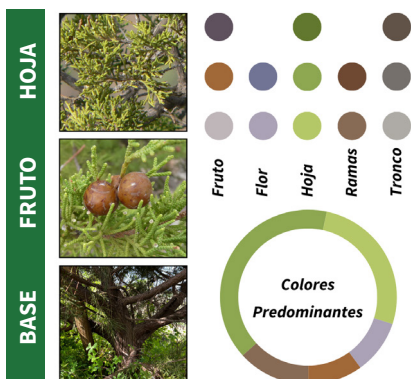 HOJA
FRUTO
BASE
Fruto
Flor
Hoja
Ramas
Tronco
Colores
Predominantes